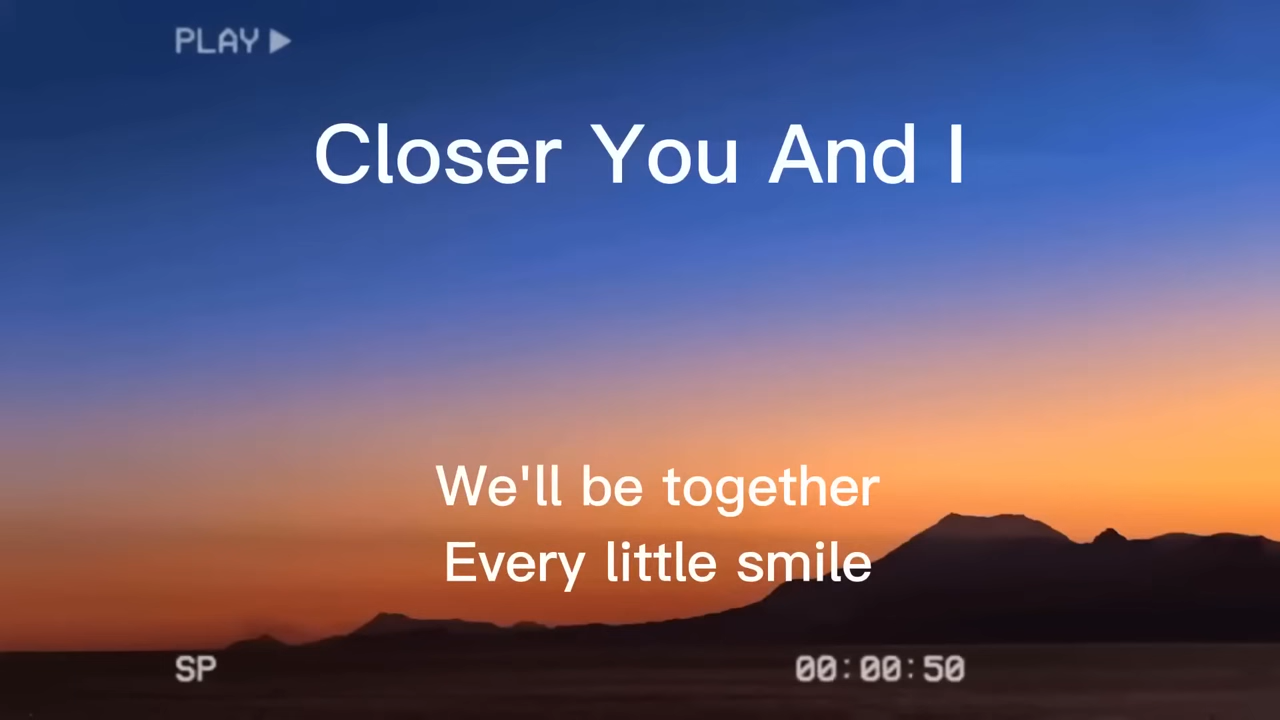 PLAY
Closer You And I
We'll be together
Every little smile
SP
00:00:50